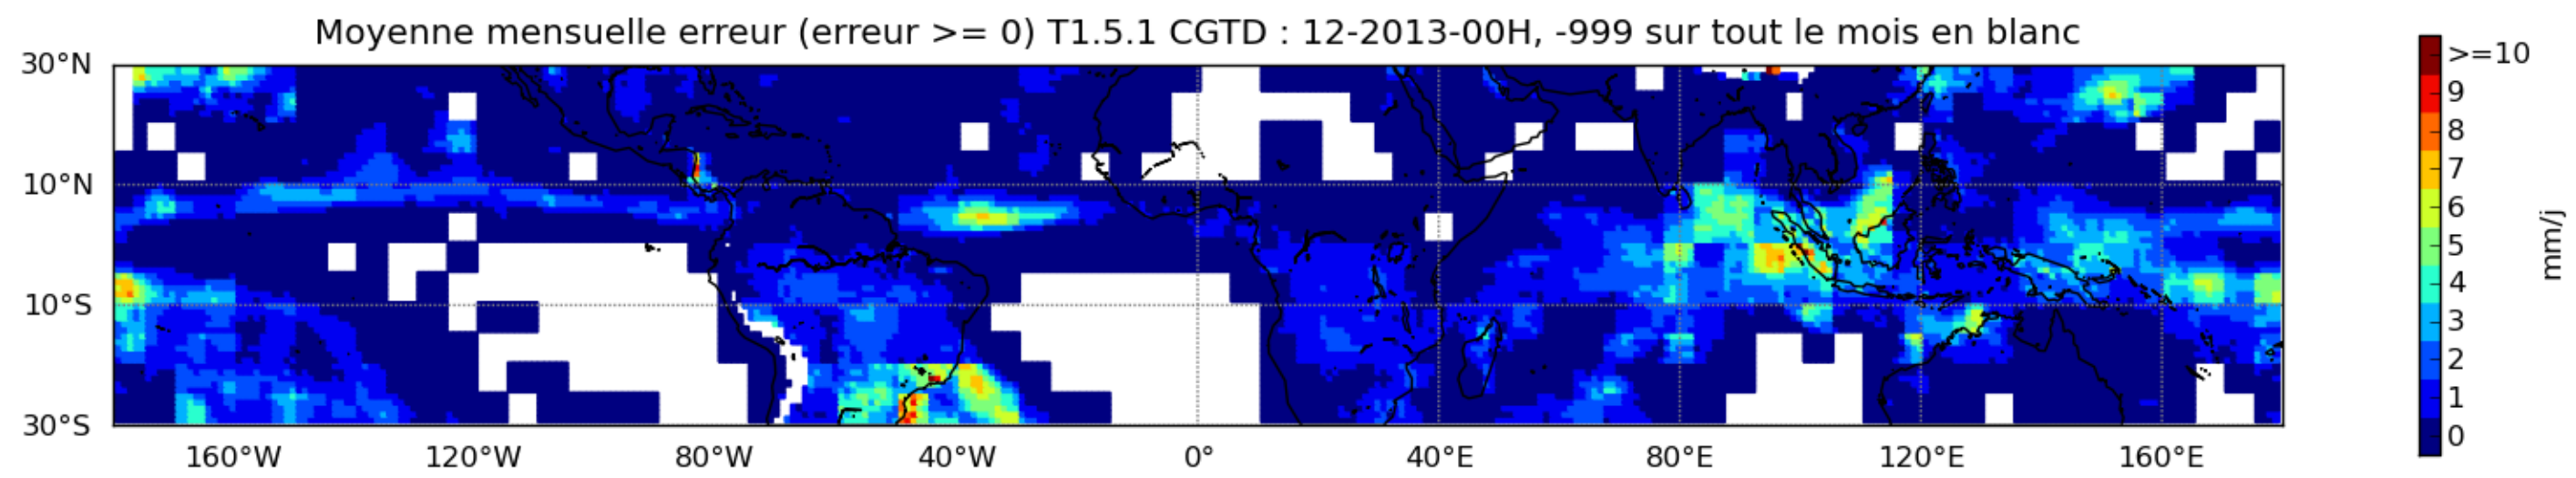 Moyenne mensuelle erreur (erreur >= 0) T1.5.1 CGTD : 12-2013-00H, -999 sur tout le mois en blanc
30°N
10°N
10°S
30°S
160°W 120°W 80°W 40°W 0° 40°E 80°E 120°E 160°E
>=10
9
8
7
6
5
4
3
2
1
0
mm/j